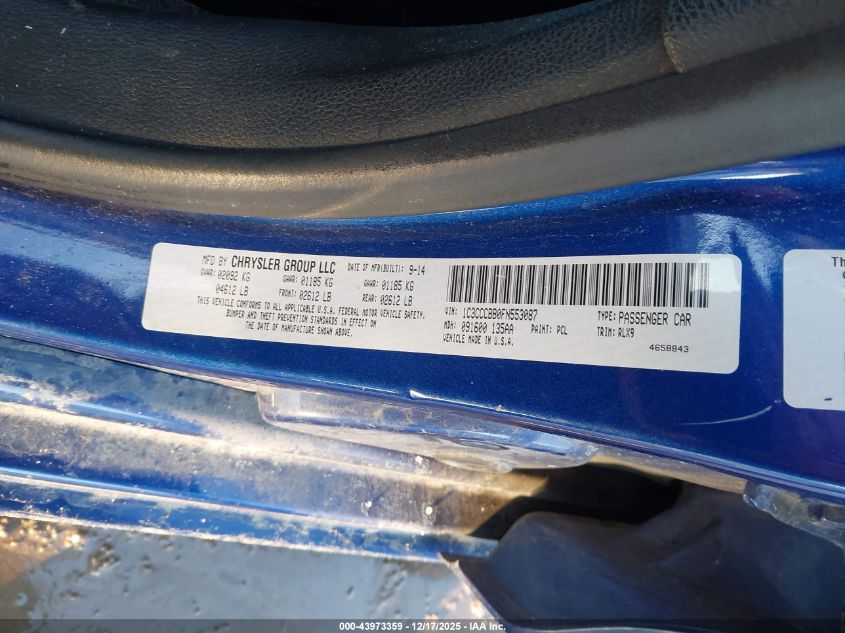 MFD BY CHRYSLER GROUP LLC DATE OF MFR(BUILT): 9-14
GVWR: 02092 KG GAWR: 01185 KG GAWR: 01185 KG
04612 LB FRONT: 02612 LB REAR: 02612 LB
THIS VEHICLE CONFORMS TO ALL APPLICABLE U.S.A. FEDERAL MOTOR VEHICLE SAFETY,
BUMPER AND THEFT PREVENTION STANDARDS IN EFFECT ON
THE DATE OF MANUFACTURE SHOWN ABOVE.
VIN: 1C3CCCBB0FN553087 TYPE: PASSENGER CAR
MDH: 091600 135AA PAINT: PCL TRIM: RLX9
VEHICLE MADE IN U.S.A. 4658843
Th
000-43973359 • 12/17/2025 • IAA Inc.